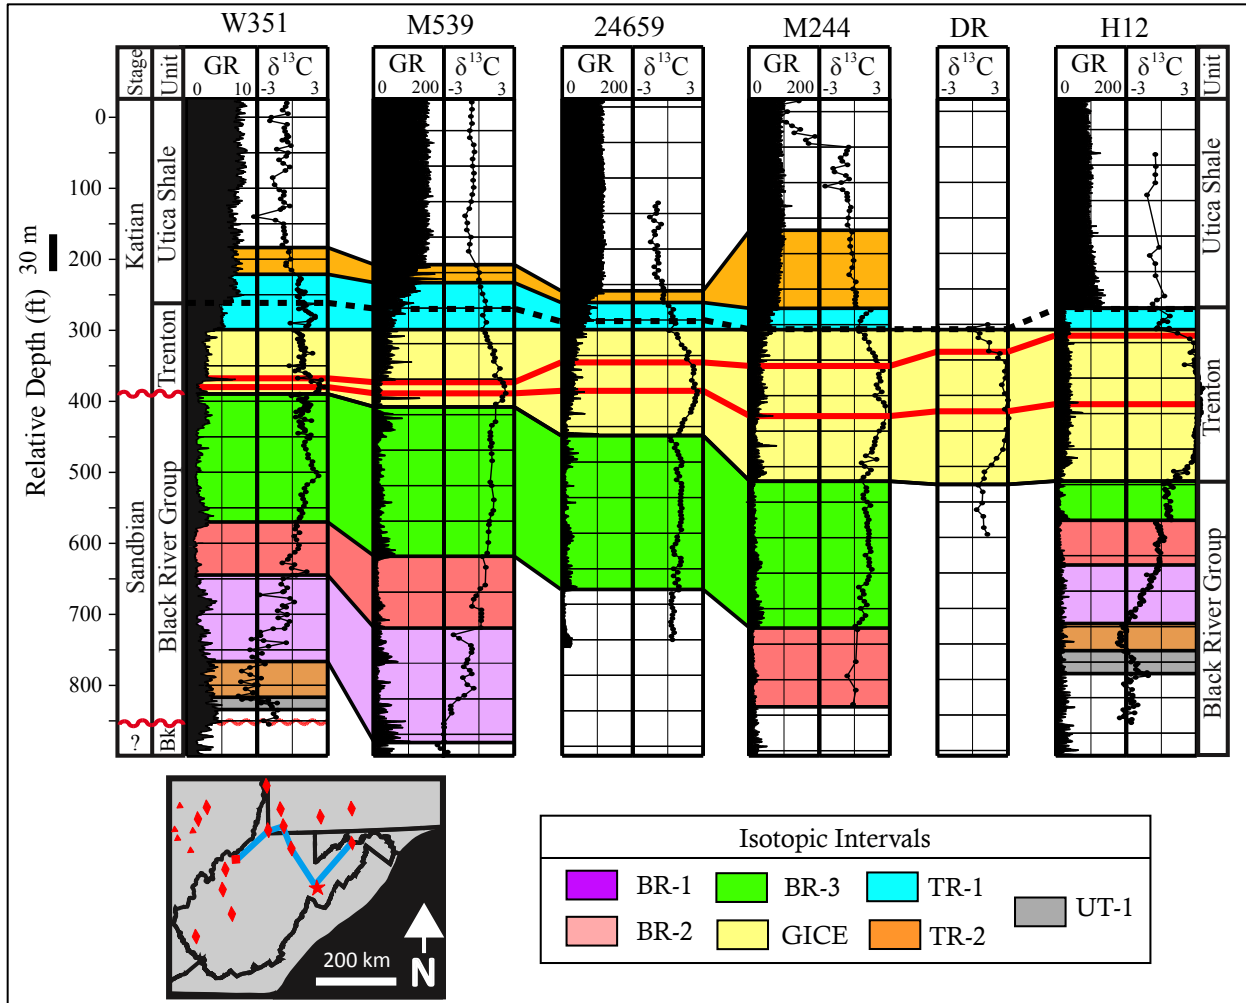 W351 M539 24659 M244 DR H12
Stage Unit GR δ13C GR δ13C GR δ13C GR δ13C δ13C GR δ13C Unit
0 10 -3 3 0 200 -3 3 0 200 -3 3 0 200 -3 3 -3 3 0 200 -3 3
Relative Depth (ft)
30 m
0
100
200
300
400
500
600
700
800
Katian
Sandbian
?
Utica Shale
Trenton
Black River Group
Bk
Utica Shale
Trenton
Black River Group
200 km
N
Isotopic Intervals
BR-1 BR-3 TR-1
UT-1
BR-2 GICE TR-2